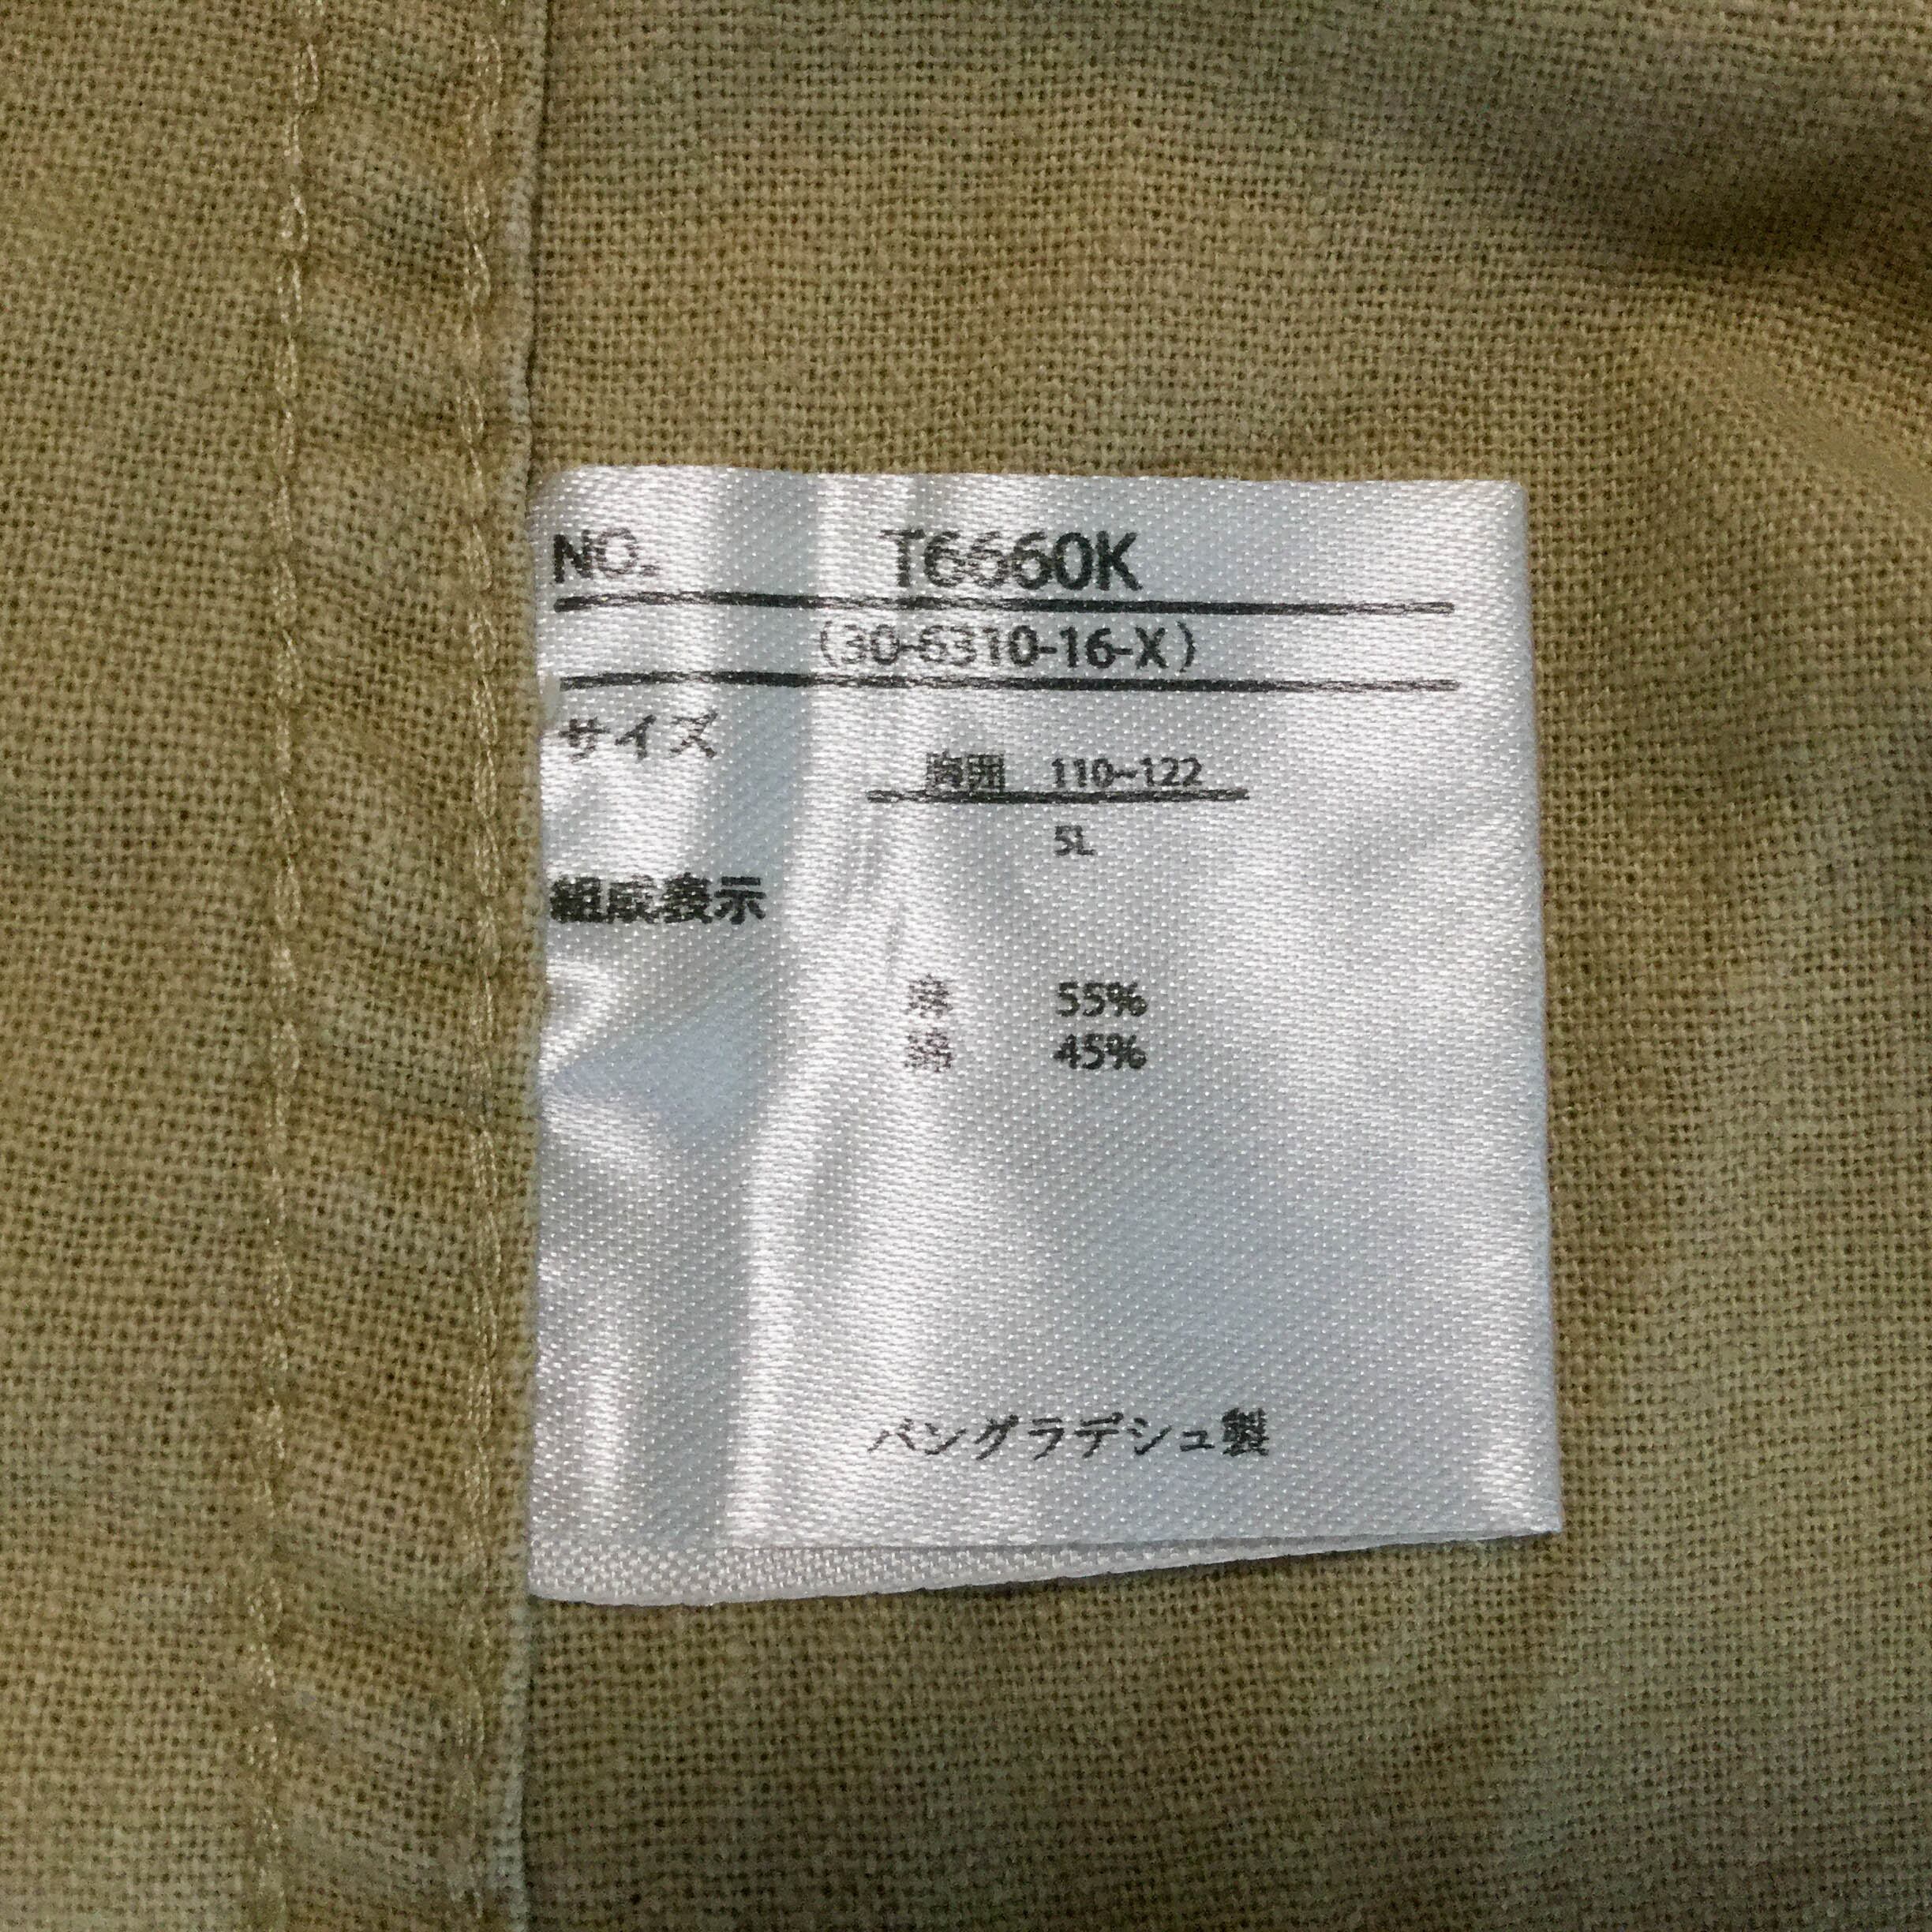 NO. T6660K
(30-6310-16-X)
サイズ
胸囲 110~122
5L
組成表示
麻 55%
綿 45%
バングラデシュ製